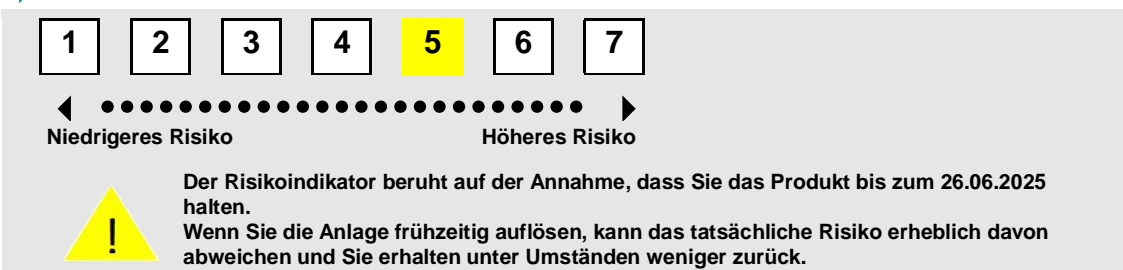 1 2 3 4 5 6 7
Niedrigeres Risiko Höheres Risiko
Der Risikoindikator beruht auf der Annahme, dass Sie das Produkt bis zum 26.06.2025
halten.
Wenn Sie die Anlage frühzeitig auflösen, kann das tatsächliche Risiko erheblich davon
abweichen und Sie erhalten unter Umständen weniger zurück.
!